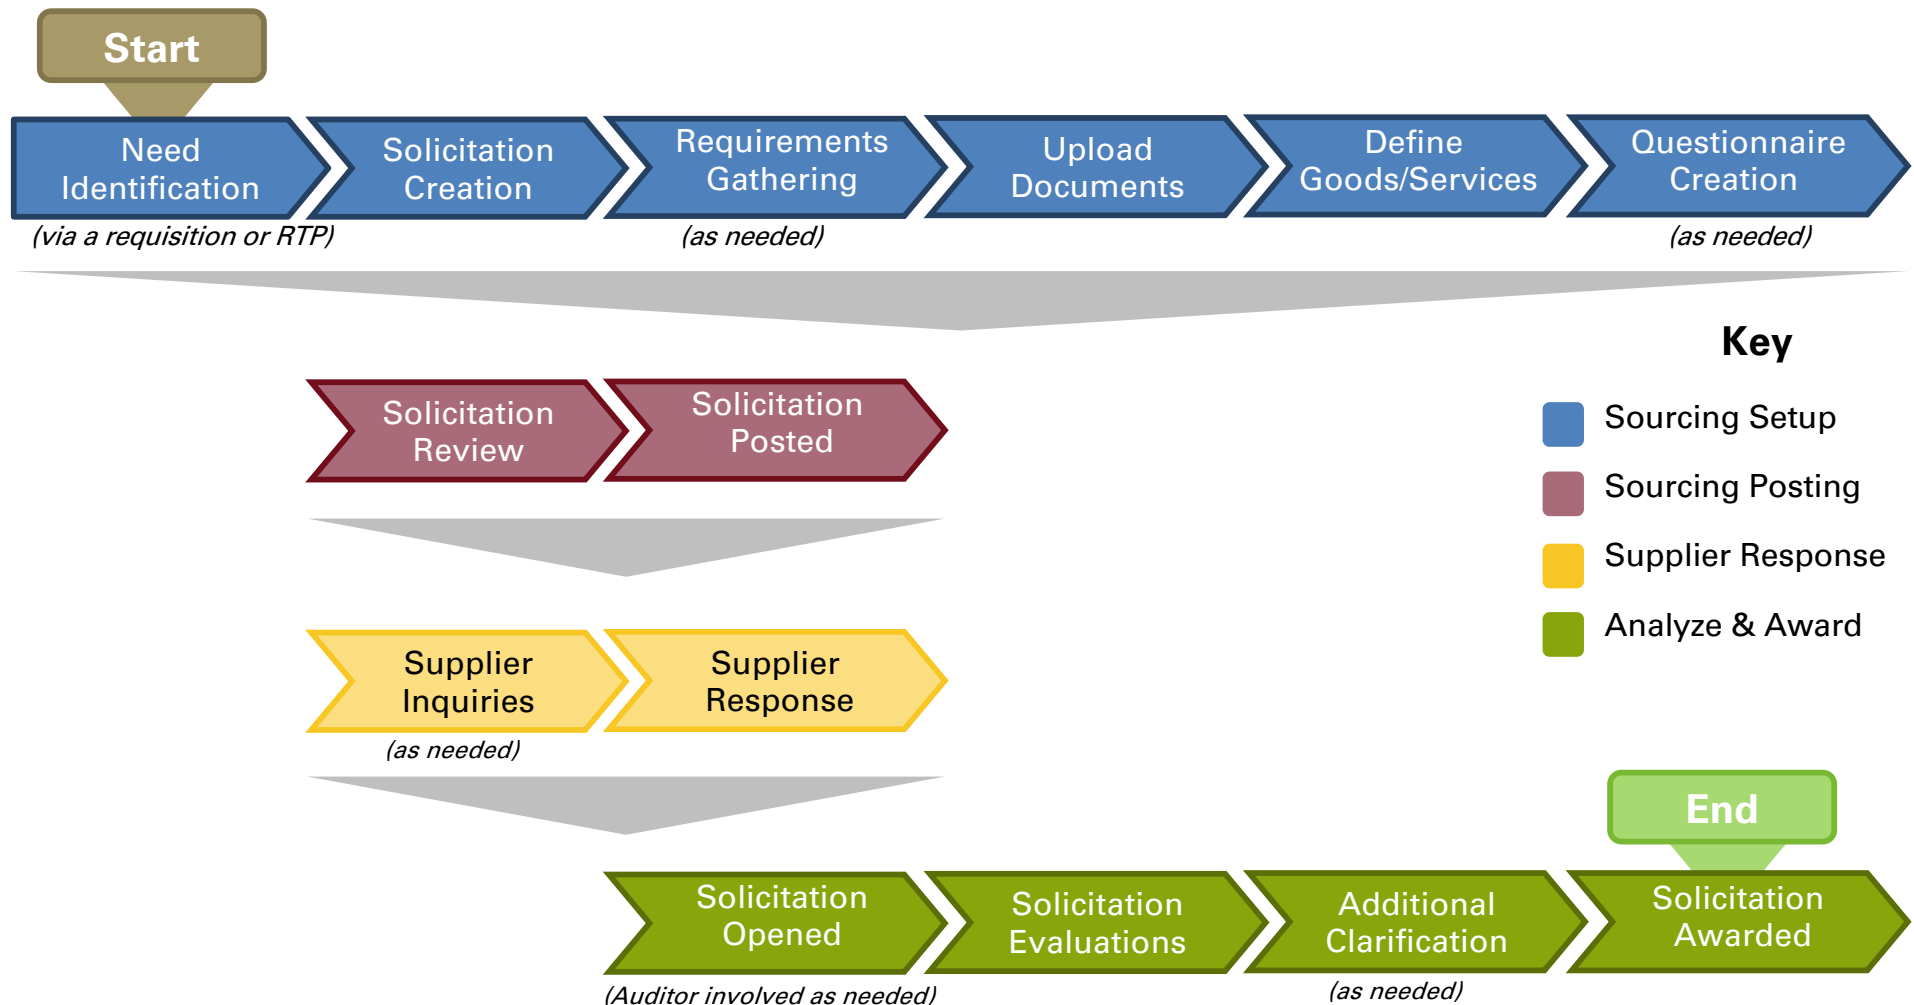 Start
Need
Identification
(via a requisition or RTP)
Solicitation
Creation
Requirements
Gathering
(as needed)
Upload
Documents
Define
Goods/Services
Questionnaire
Creation
(as needed)
Solicitation
Review
Solicitation
Posted
Key
Sourcing Setup
Sourcing Posting
Supplier Response
Analyze & Award
Supplier
Inquiries
(as needed)
Supplier
Response
End
Solicitation
Opened
(Auditor involved as needed)
Solicitation
Evaluations
Additional
Clarification
(as needed)
Solicitation
Awarded